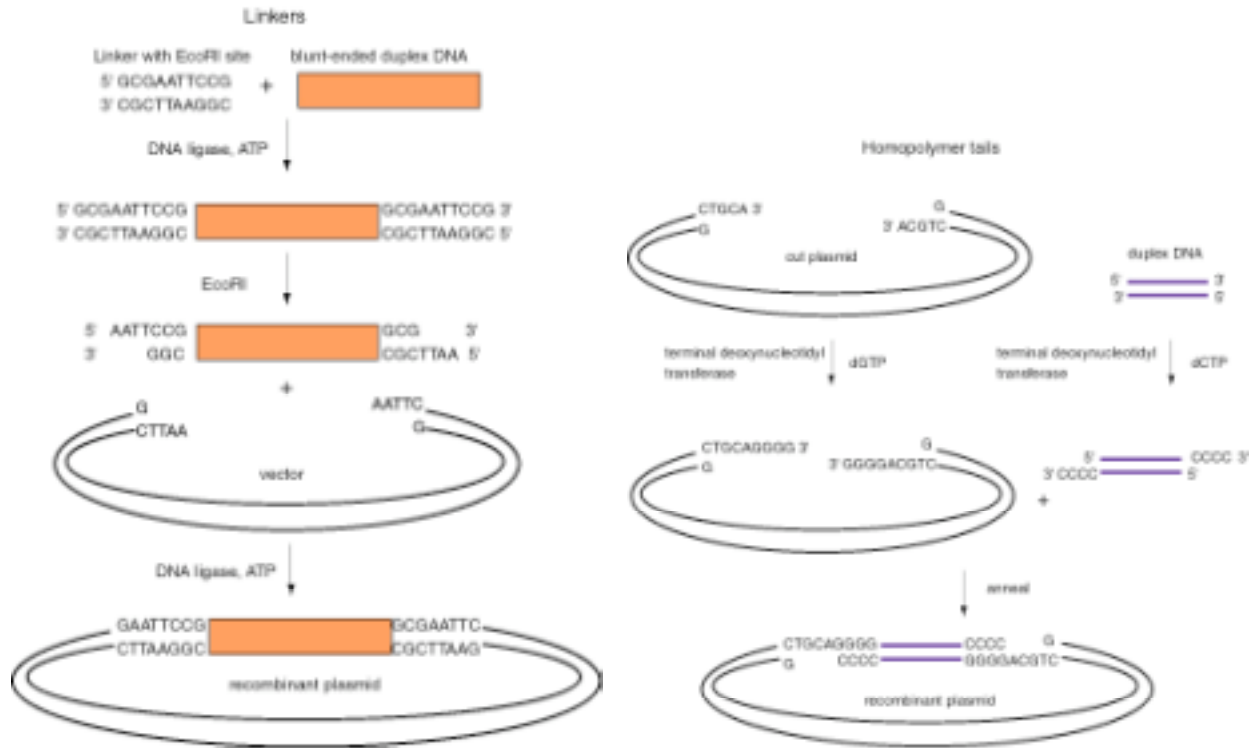 Linkers
Linker with EcoRI site
blunt-ended duplex DNA
5' GCGAATTCCG
+
3' CGCTTAAGGC
DNA ligase, ATP
5' GCGAATTCCG
GCGAATTCCG 3'
3' CGCTTAAGGC
CGCTTAAGGC 5'
EcoRI
5' AATTCCG
GCG 3'
3' GGC
CGCTTAA 5'
+
G
AATTC
CTTAA
G
vector
DNA ligase, ATP
GAATTCCG
GCGAATTC
CTTAAGGC
CGCTTAAG
recombinant plasmid
Homopolymer tails
CTGCA 3'
G
G
3' ACGTC
cut plasmid
duplex DNA
5' 3'
3' 5'
terminal deoxynucleotidyl
transferase
dGTP
terminal deoxynucleotidyl
transferase
dCTP
CTGCAGGGG 3'
G
G
3' GGGGACGTC
5' CCCC 3'
3' CCCC 5'
+
anneal
CTGCAGGGG
CCCC
G
G
CCCC
GGGGACGTC
recombinant plasmid